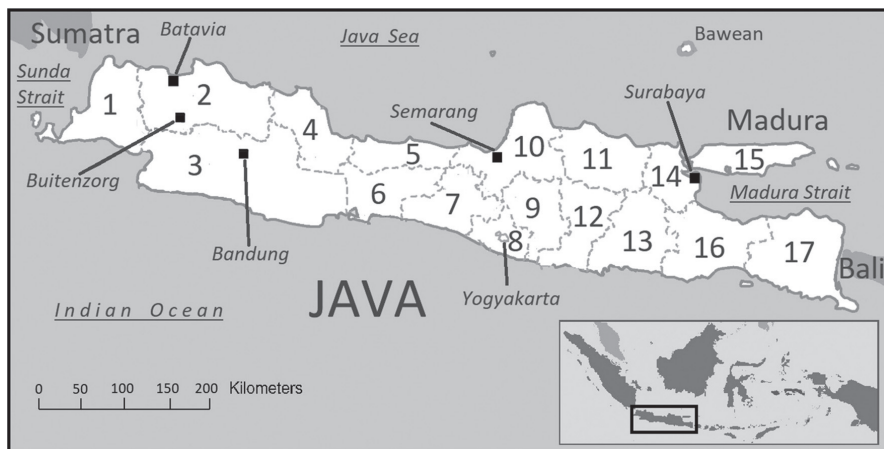 Sumatra
Batavia
Java Sea
Bawean
Sunda
Strait
Semarang
Surabaya
Madura
1
2
3
4
5
6
7
8
9
10
11
12
13
14
15
16
17
Madura Strait
Buitenzorg
Bandung
Yogyakarta
Bali
JAVA
Indian Ocean
0 50 100 150 200 Kilometers